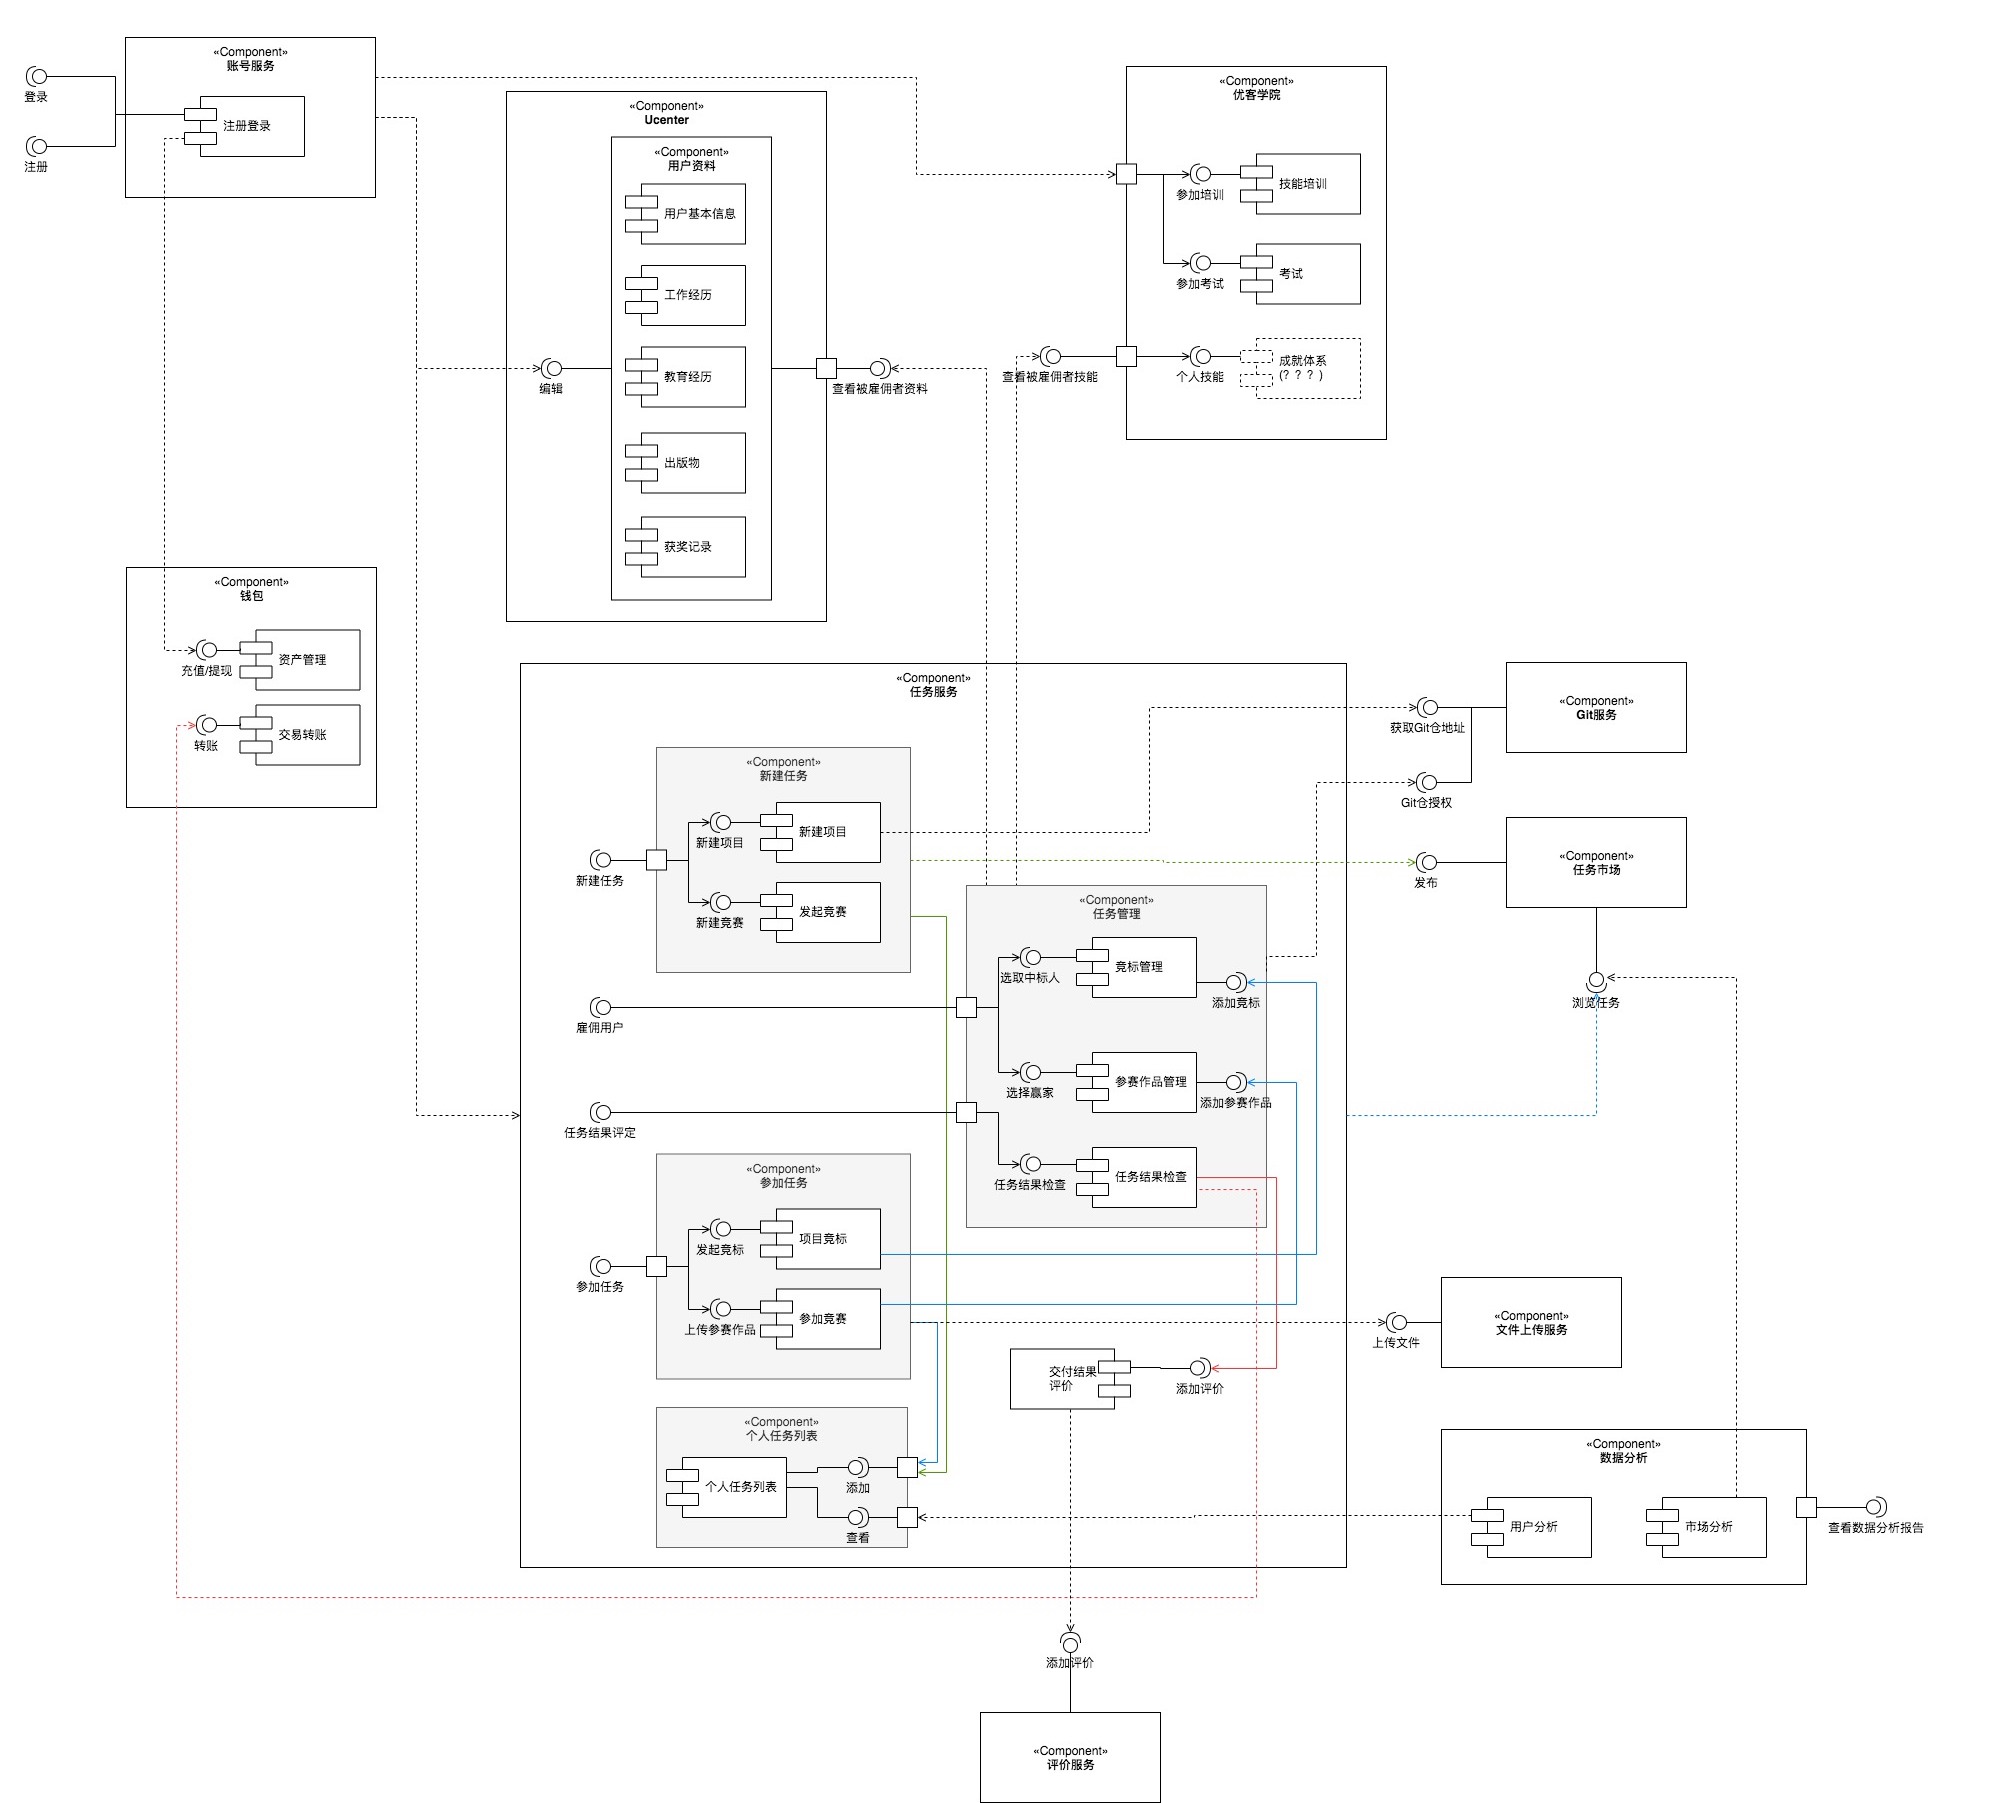 «Component»
账号服务
登录
注册登录
注册
«Component»
Ucenter
«Component»
用户资料
用户基本信息
工作经历
教育经历
出版物
获奖记录
编辑
查看被雇佣者资料
«Component»
优客学院
参加培训
技能培训
参加考试
考试
查看被雇佣者技能
个人技能
成就体系
(？？？)
«Component»
钱包
充值/提现
资产管理
转账
交易转账
«Component»
任务服务
«Component»
新建任务
新建项目
新建项目
新建任务
新建竞赛
发起竞赛
«Component»
任务管理
选取中标人
竟标管理
添加竟标
雇佣用户
选择赢家
参赛作品管理
添加参赛作品
任务结果评定
任务结果检查
任务结果检查
«Component»
参加任务
发起竟标
项目竟标
参加任务
上传参赛作品
参加竞赛
交付结果
评价
添加评价
«Component»
个人任务列表
个人任务列表
添加
查看
获取Git仓地址
«Component»
Git服务
Git仓授权
«Component»
任务市场
发布
浏览任务
«Component»
文件上传服务
上传文件
«Component»
数据分析
用户分析
市场分析
查看数据分析报告
添加评价
«Component»
评价服务